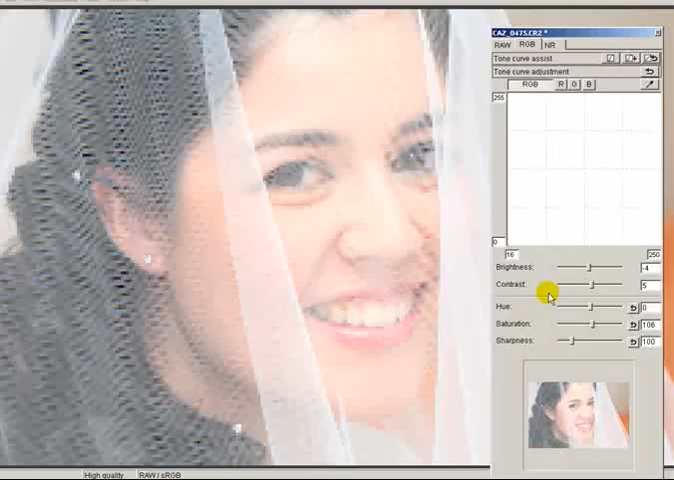 CAZ_0475.CR2 *
RAW RGB NR
Tone curve assist
Tone curve adjustment
RGB R G B
255
0
16 250
Brightness: -4
Contrast: 5
Hue: 0
Saturation: 106
Sharpness: 100
High quality RAW / sRGB